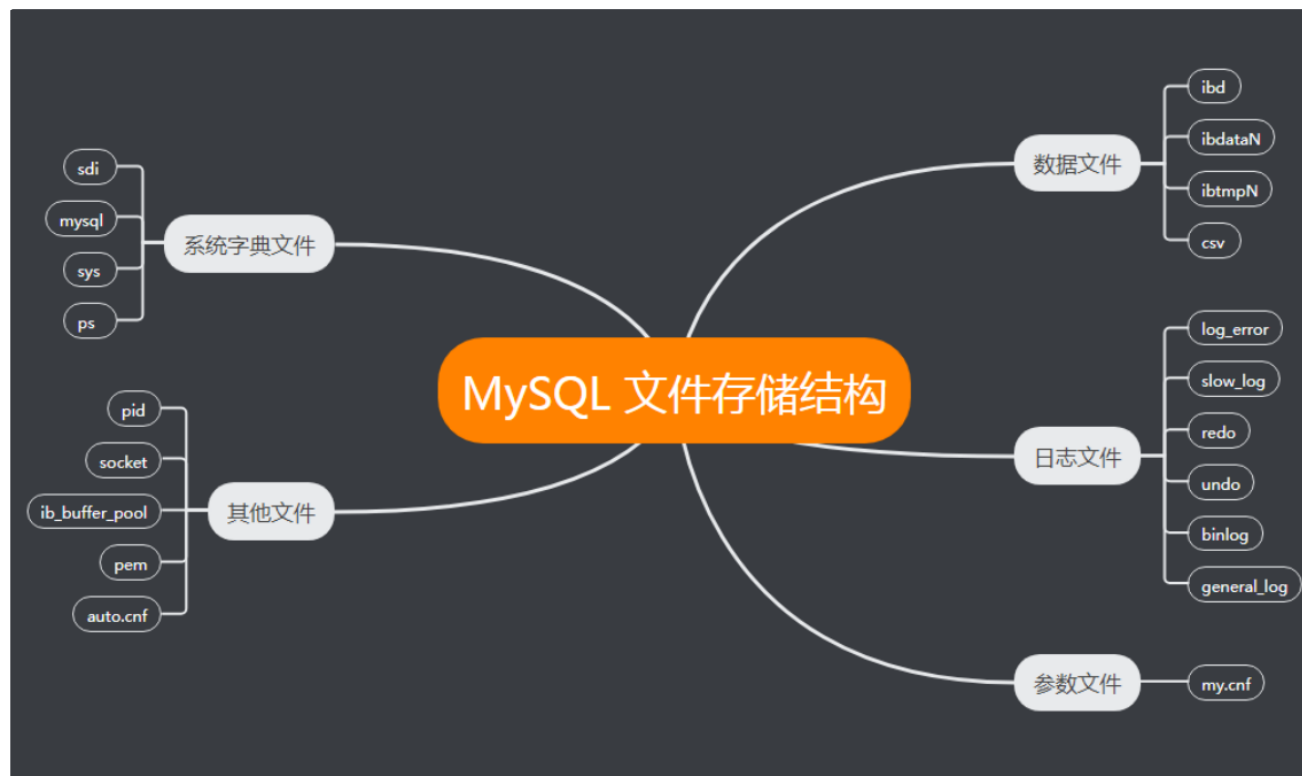 MySQL 文件存储结构
数据文件
ibd
ibdataN
ibtmpN
csv
日志文件
log_error
slow_log
redo
undo
binlog
general_log
参数文件
my.cnf
系统字典文件
sdi
mysql
sys
ps
其他文件
pid
socket
ib_buffer_pool
pem
auto.cnf